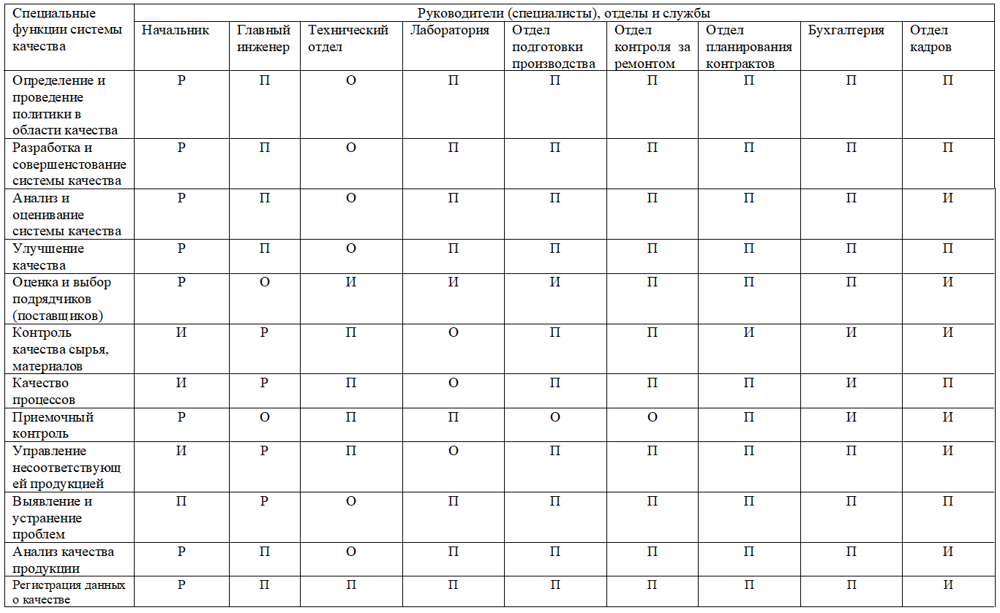 Специальные функции системы качества
Руководители (специалисты), отделы и службы
Начальник
Главный инженер
Технический отдел
Лаборатория
Отдел подготовки производства
Отдел контроля за ремонтом
Отдел планирования контрактов
Бухгалтерия
Отдел кадров
Определение и
проведение
политики в
области качества
Р П О П П П П П П
Разработка и
совершенстование
системы качества
Р П О П П П П П П
Анализ и
оценивание
системы качества
Р П О П П П П П И
Улучшение
качества
Р П О П П П П П П
Оценка и выбор
подрядчиков
(поставщиков)
Р О И И И П П П И
Контроль
качества сырья,
материалов
И Р П О П П И И И
Качество
процессов
И Р П О П П П И П
Приемочный
контроль
Р О П П О О П И И
Управление
несоответствующ
ей продукцией
И Р П О П П П П И
Выявление и
устранение
проблем
П Р О П П П П П П
Анализ качества
продукции
Р П О П П П П П И
Регистрация данных
о качестве
Р П П П П П П П И